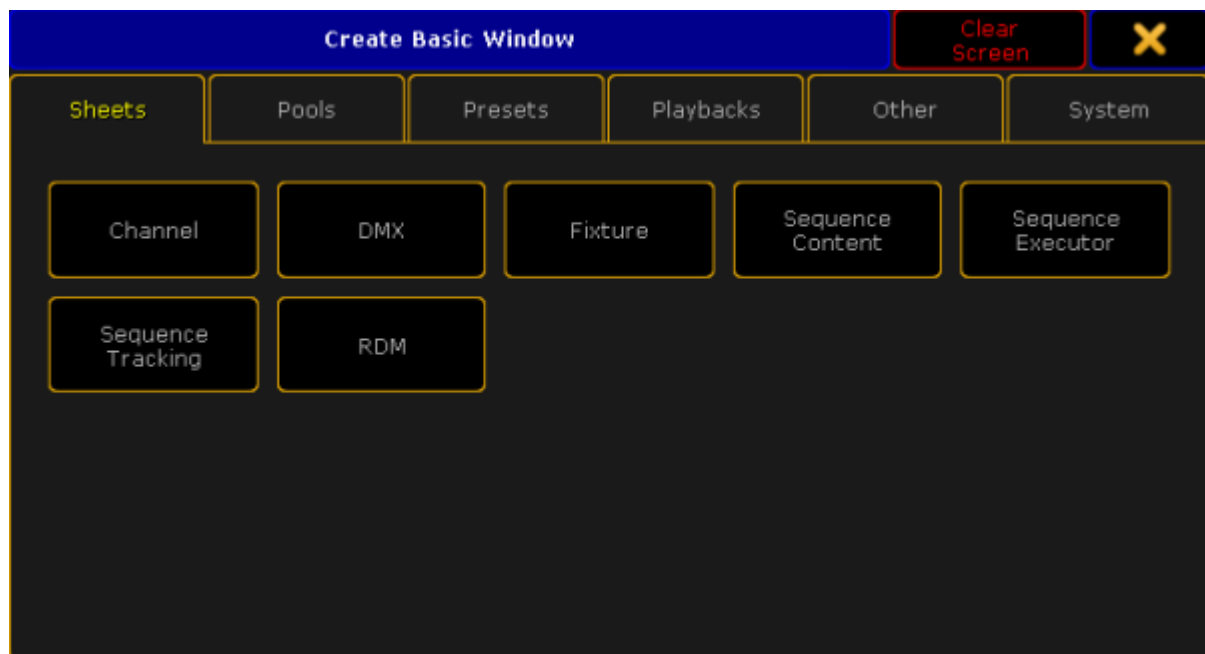 Create Basic Window
Clear
Screen
Sheets
Pools
Presets
Playbacks
Other
System
Channel
DMX
Fixture
Sequence
Content
Sequence
Executor
Sequence
Tracking
RDM